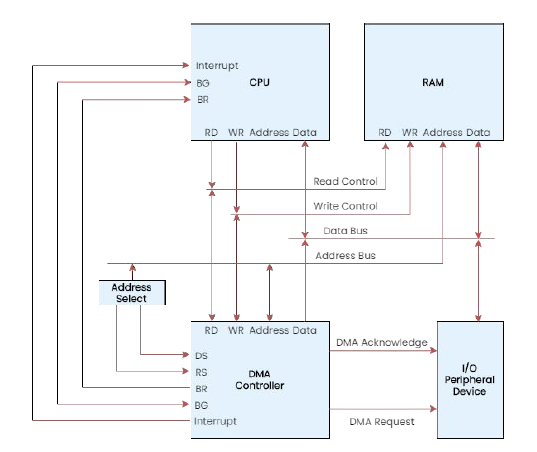 Interrupt
BG
BR
CPU
RD WR Address Data
RAM
RD WR Address Data
Read Control
Write Control
Data Bus
Address Bus
Address
Select
RD WR Address Data
DS
RS
BR
BG
Interrupt
DMA
Controller
DMA Acknowledge
DMA Request
I/O
Peripheral
Device